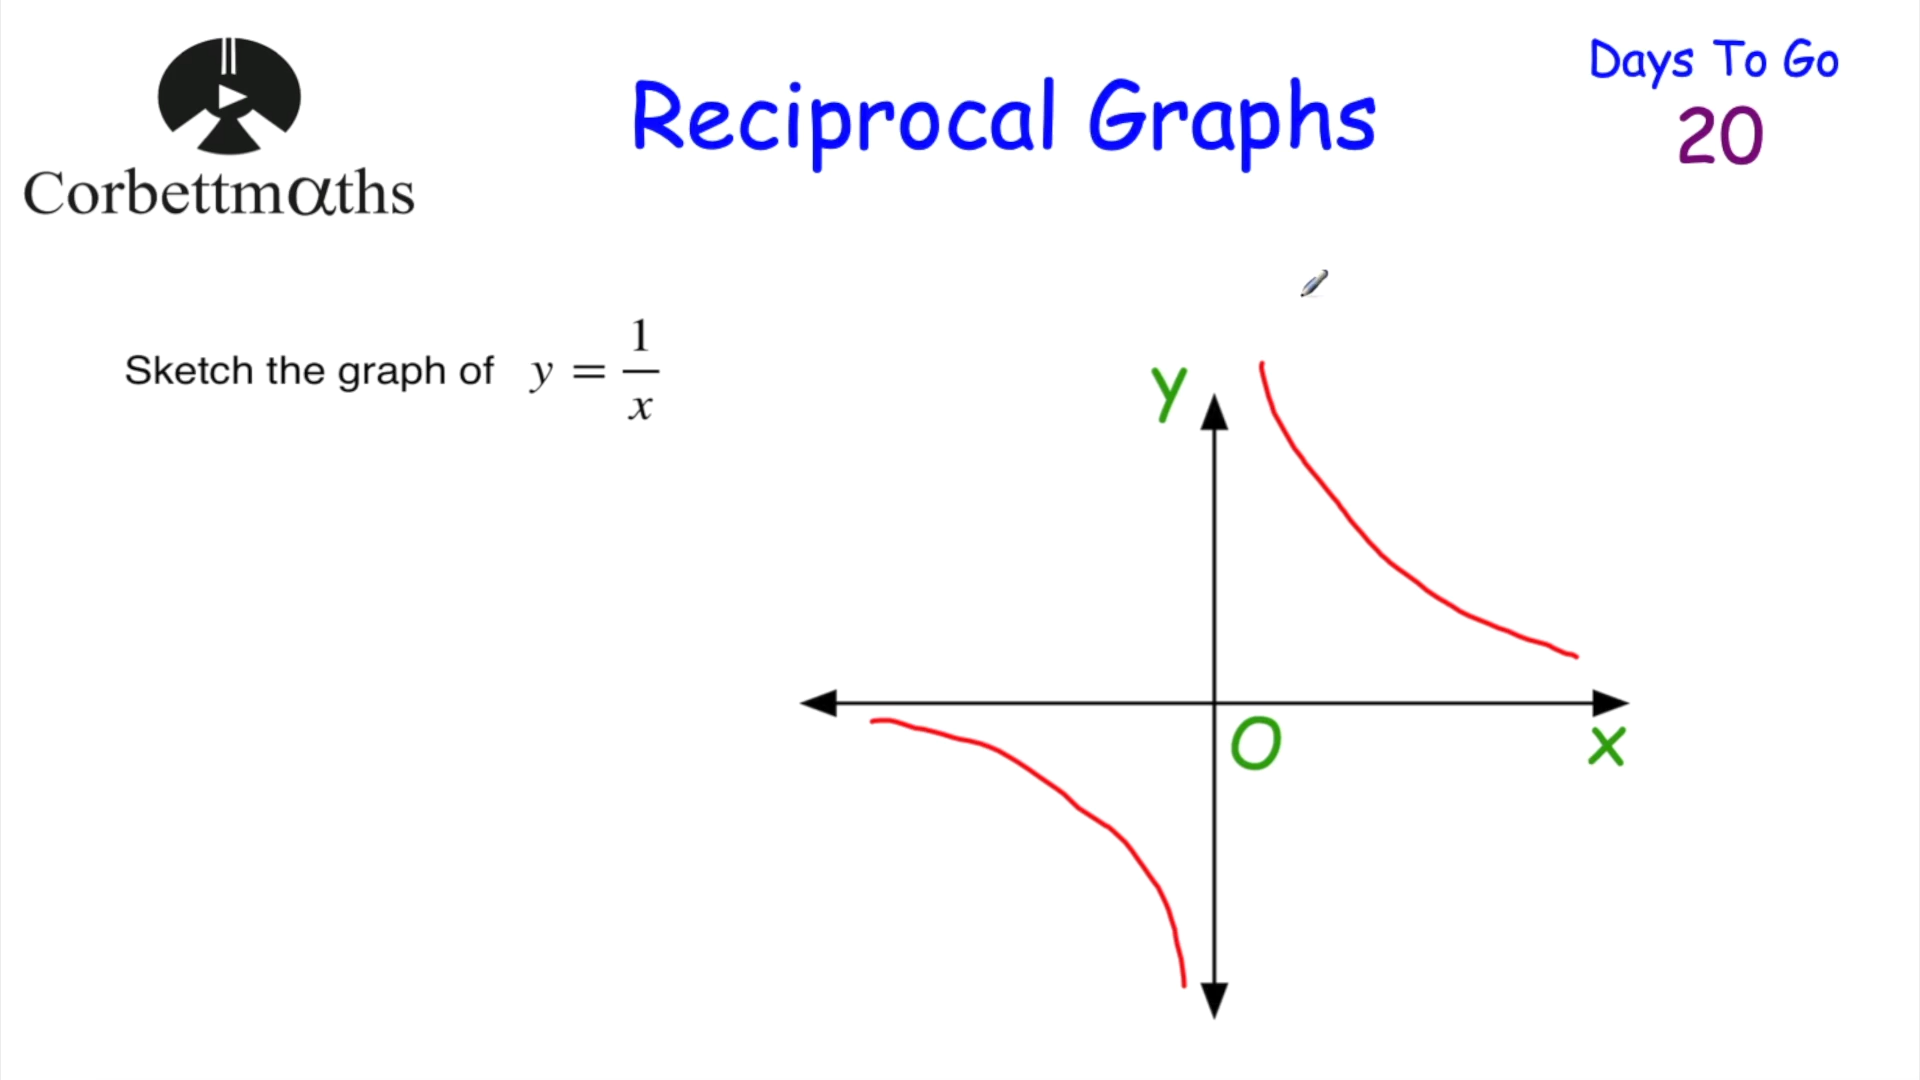 Corbettmαths
Reciprocal Graphs
Days To Go
20
Sketch the graph of y = 1/x
y
O
x